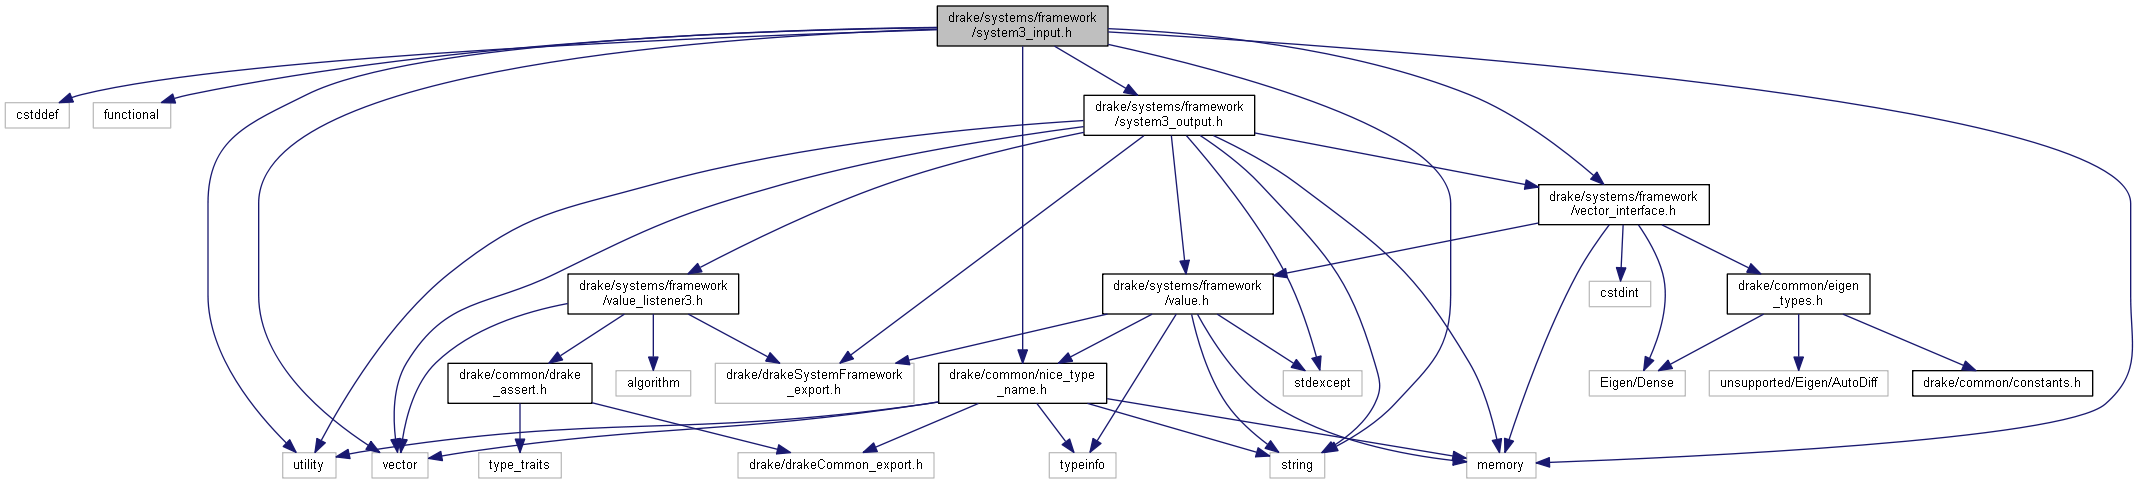 drake/systems/framework
/system3_input.h
cstddef
functional
drake/systems/framework
/system3_output.h
drake/systems/framework
/vector_interface.h
drake/systems/framework
/value_listener3.h
drake/systems/framework
/value.h
cstdint
drake/common/eigen
_types.h
drake/common/drake
_assert.h
algorithm
drake/drakeSystemFramework
_export.h
drake/common/nice_type
_name.h
stdexcept
Eigen/Dense
unsupported/Eigen/AutoDiff
drake/common/constants.h
utility
vector
type_traits
drake/drakeCommon_export.h
typeinfo
string
memory